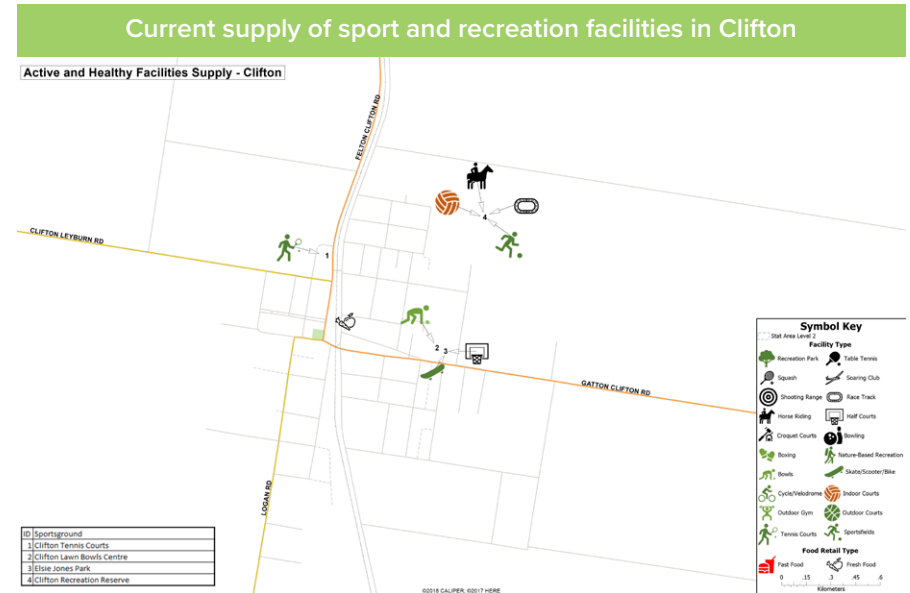 Current supply of sport and recreation facilities in Clifton
Active and Healthy Facilities Supply - Clifton
FELTON CLIFTON RD
4
CLIFTON LEYBURN RD
1
2 3
GATTON CLIFTON RD
LOGAN RD
Symbol Key
Stat Area Level 2
Facility Type
Recreation Park Table Tennis
Squash Soaring Club
Shooting Range Race Track
Horse Riding Half Courts
Croquet Courts Bowling
Boxing Nature-Based Recreation
Bowls Skate/Scooter/Bike
Cycle/Velodrome Indoor Courts
Outdoor Gym Outdoor Courts
Tennis Courts Sportsfields
Food Retail Type
Fast Food Fresh Food
0 .15 .3 .45 .6
Kilometers
ID Sportsground
1 Clifton Tennis Courts
2 Clifton Lawn Bowls Centre
3 Elsie Jones Park
4 Clifton Recreation Reserve
©2018 CALIPER; ©2017 HERE